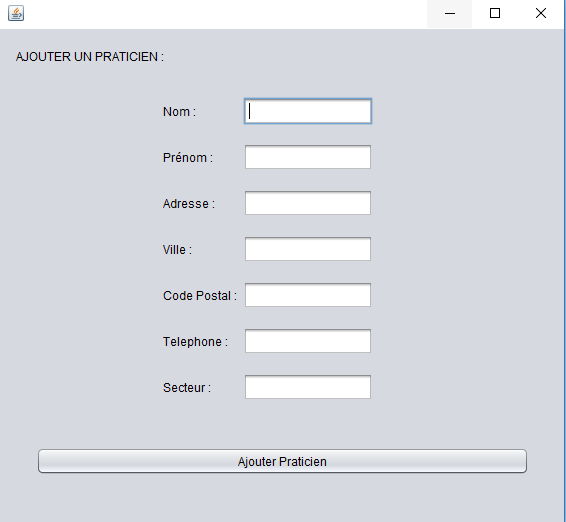 AJOUTER UN PRATICIEN :
Nom :
Prénom :
Adresse :
Ville :
Code Postal :
Telephone :
Secteur :
Ajouter Praticien